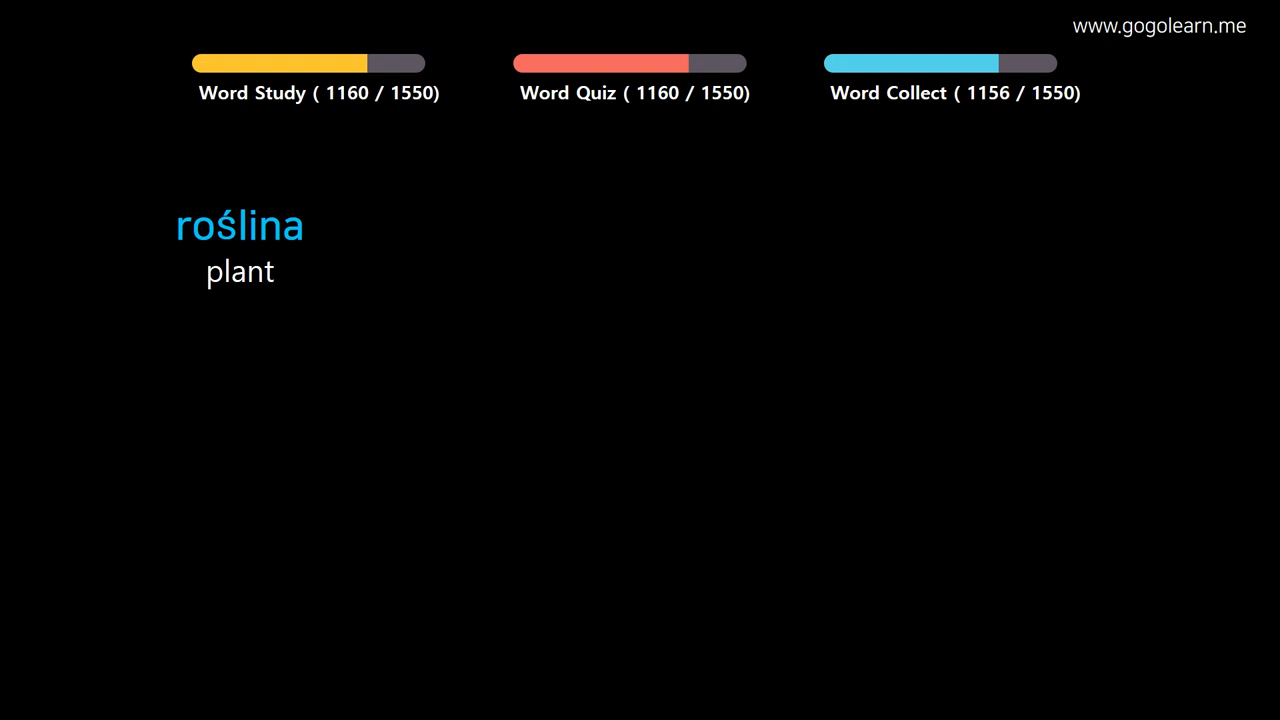 www.gogolearn.me
Word Study ( 1160 / 1550)
Word Quiz ( 1160 / 1550)
Word Collect ( 1156 / 1550)
roślina
plant